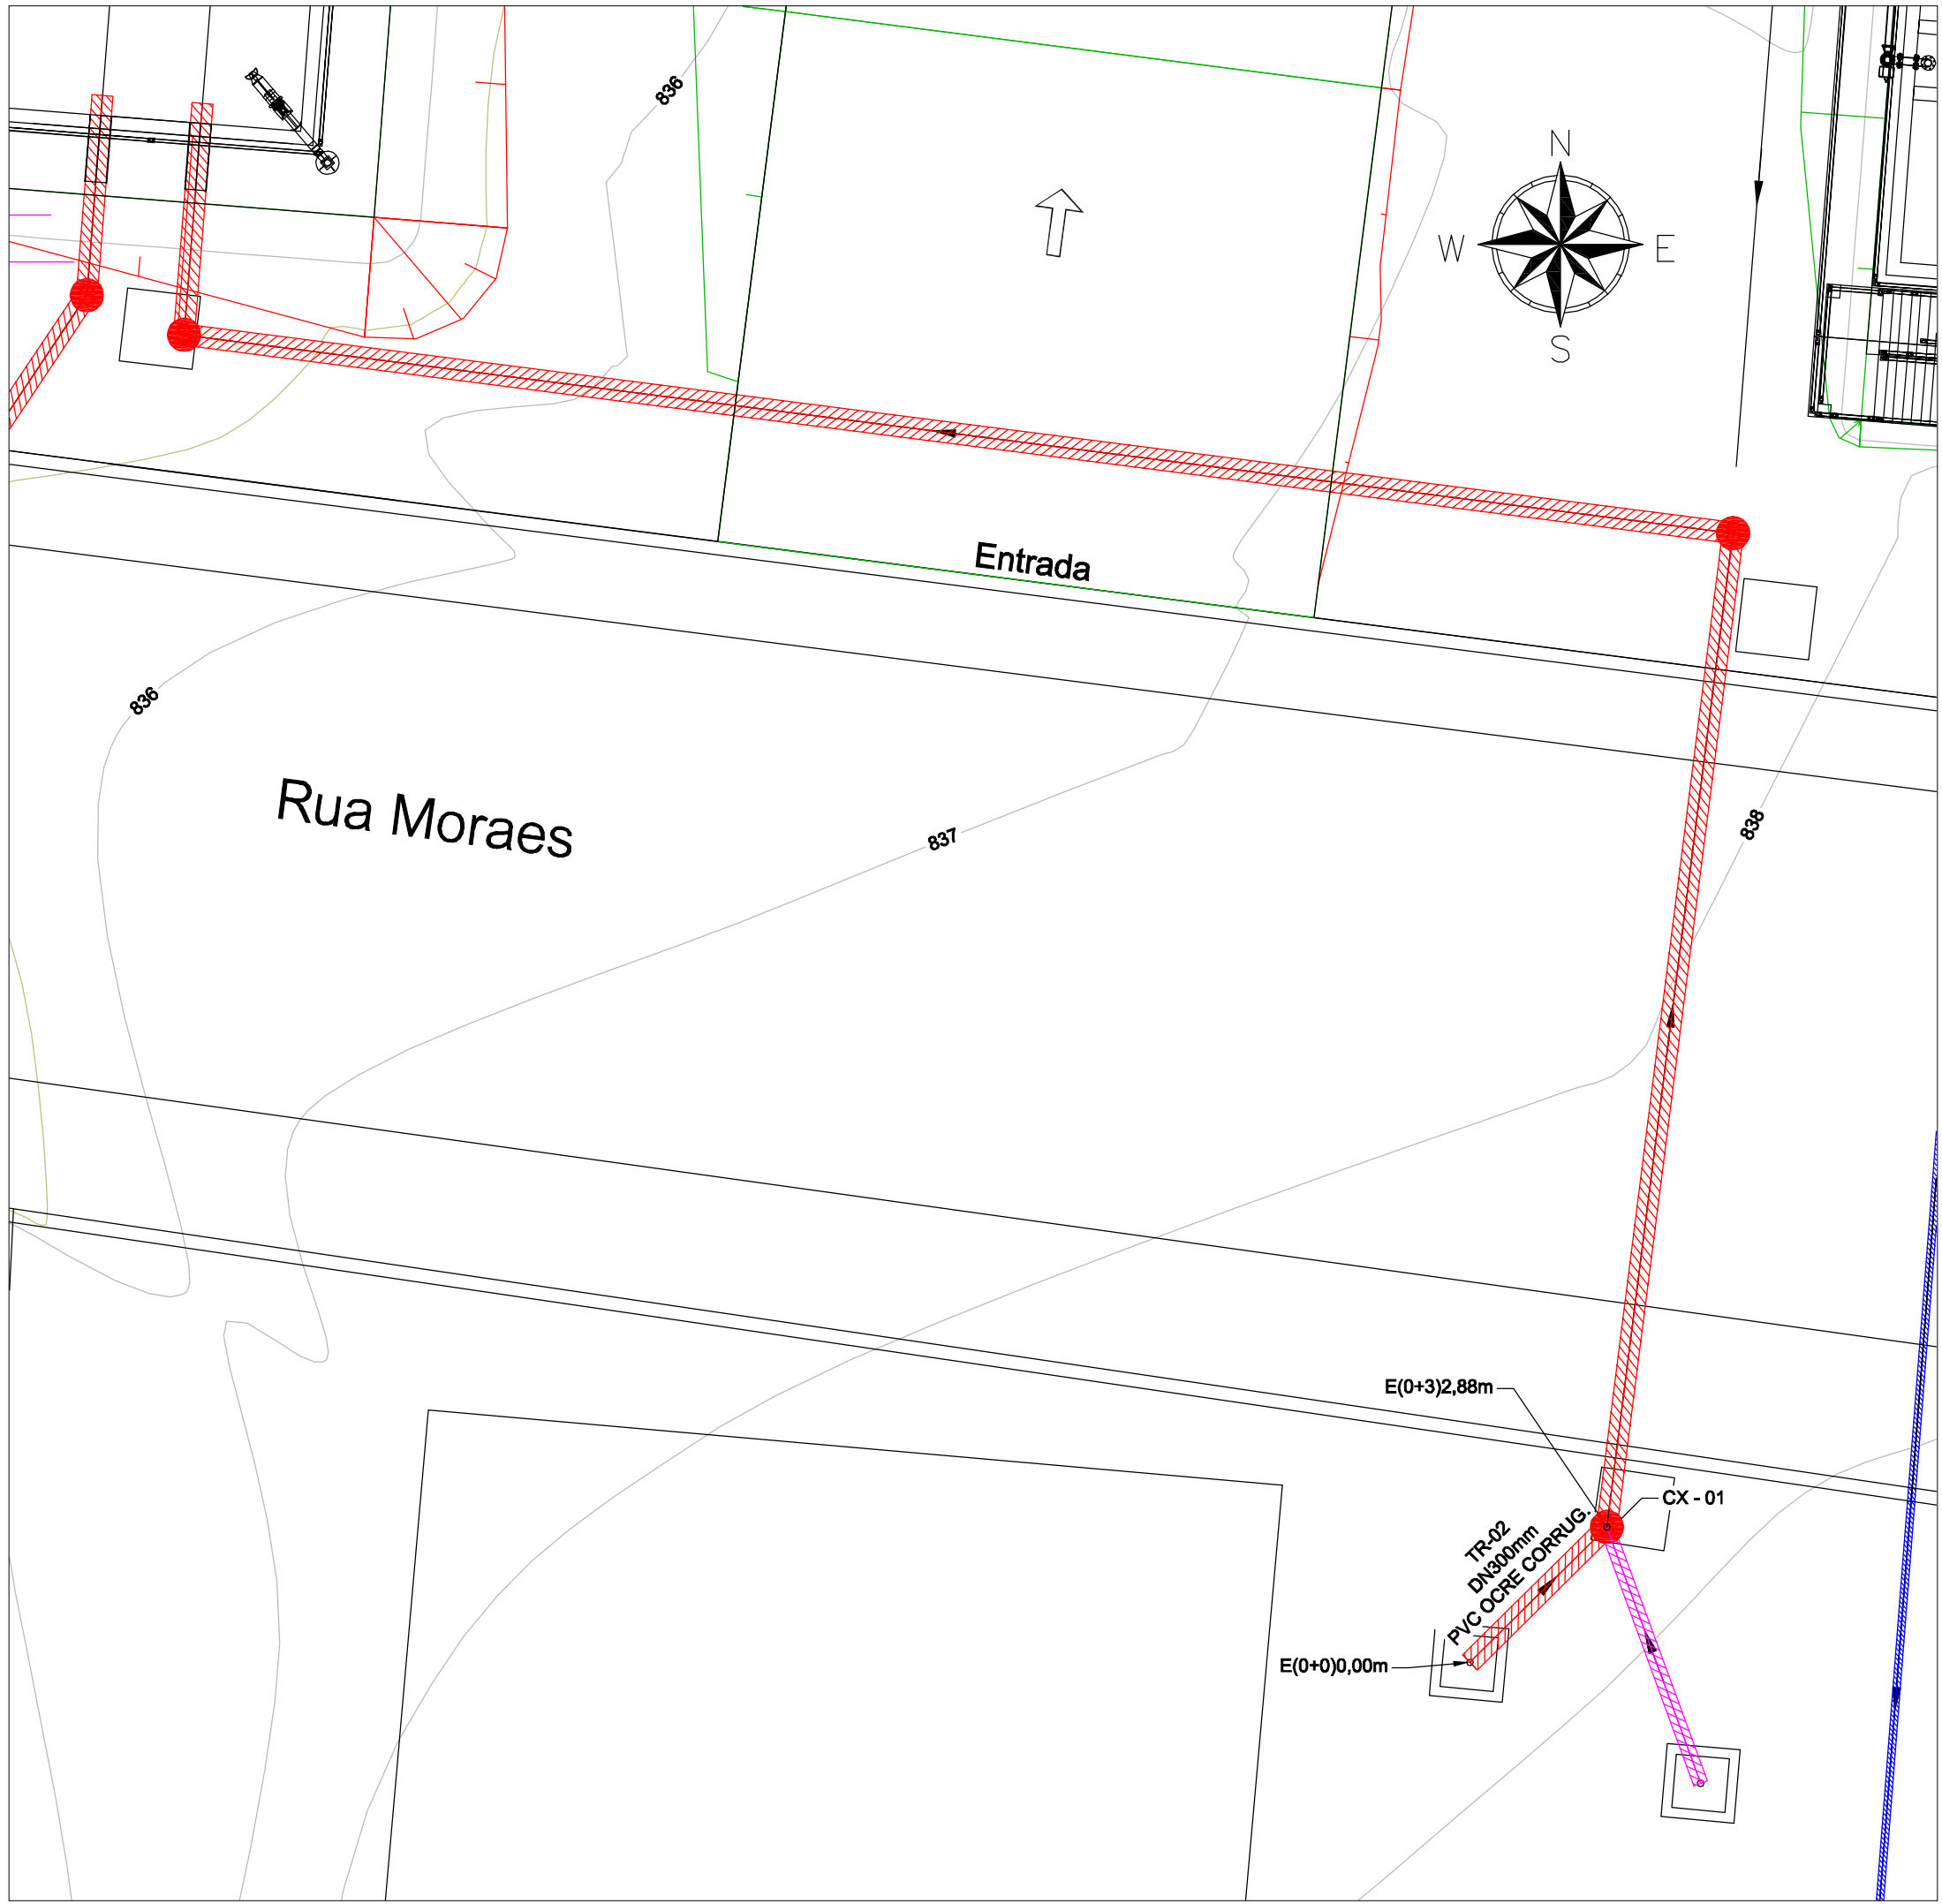 836
N
W
E
S
Entrada
836
Rua Moraes
837
838
E(0+3)2,88m
CX - 01
TR-02
DN300mm
PVC OCRE CORRUG.
E(0+0)0,00m